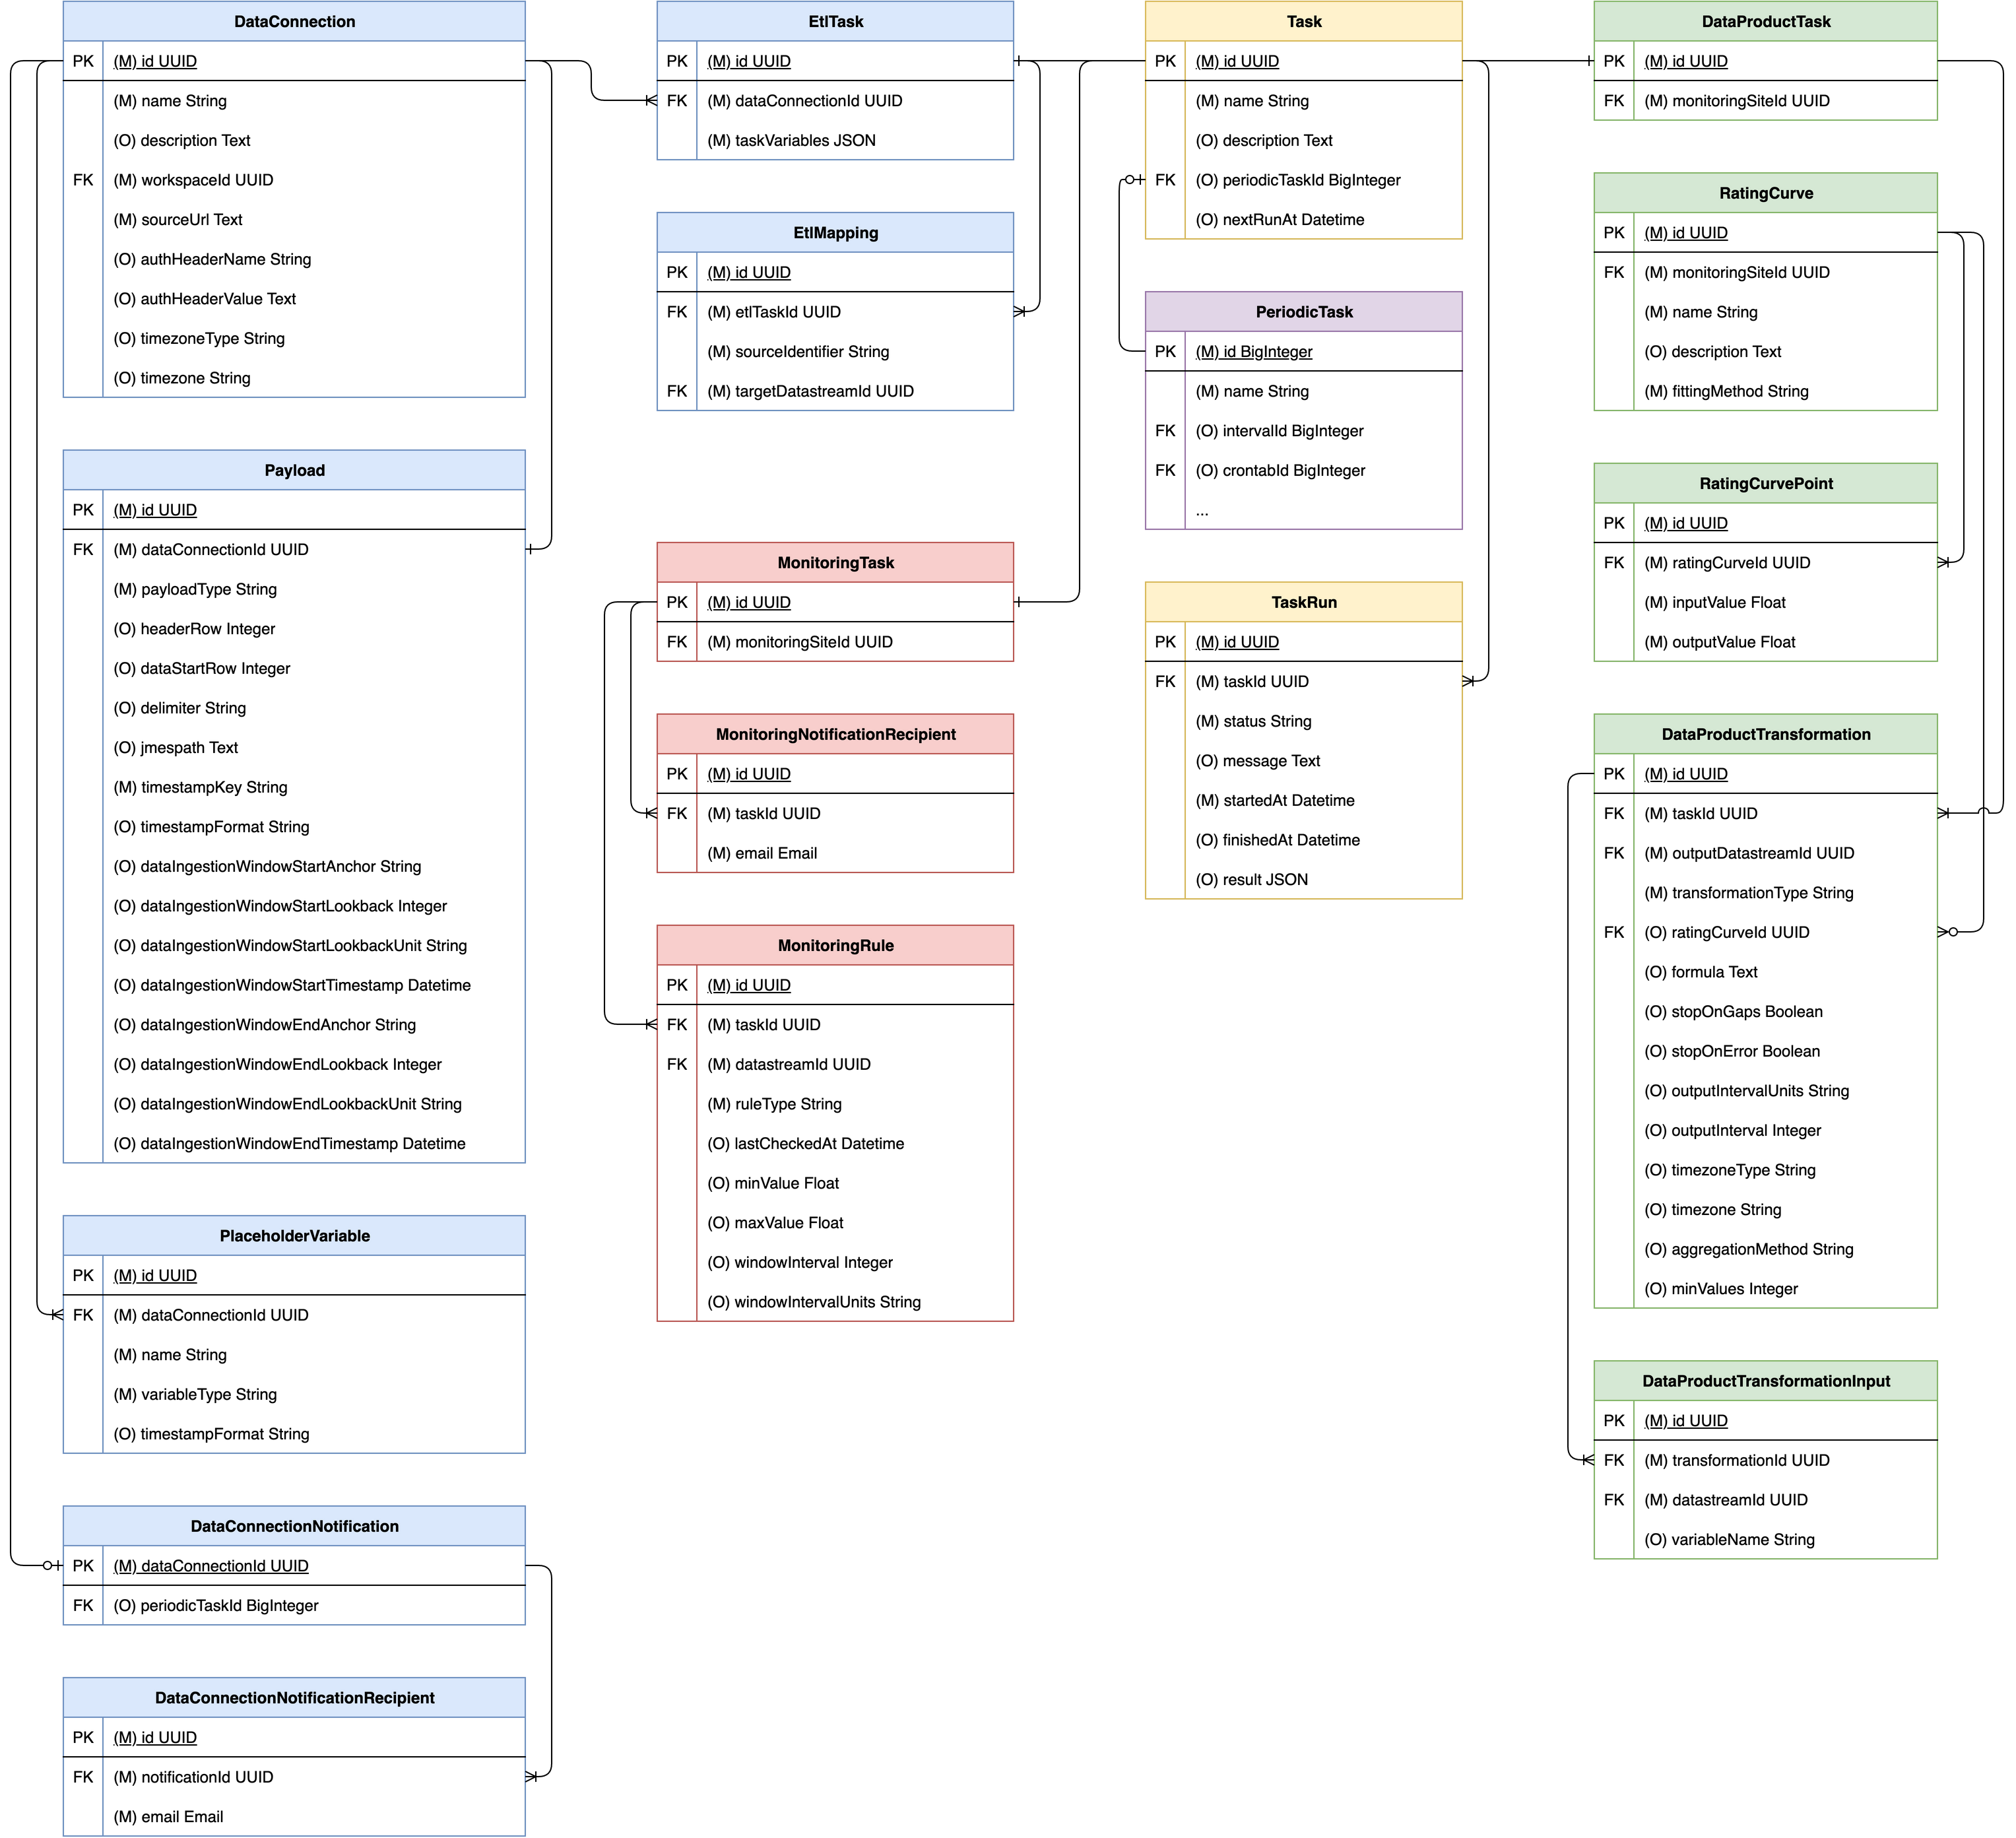 DataConnection
PK (M) id UUID
(M) name String
(O) description Text
FK (M) workspaceId UUID
(M) sourceUrl Text
(O) authHeaderName String
(O) authHeaderValue Text
(O) timezoneType String
(O) timezone String
Payload
PK (M) id UUID
FK (M) dataConnectionId UUID
(M) payloadType String
(O) headerRow Integer
(O) dataStartRow Integer
(O) delimiter String
(O) jmespath Text
(M) timestampKey String
(O) timestampFormat String
(O) dataIngestionWindowStartAnchor String
(O) dataIngestionWindowStartLookback Integer
(O) dataIngestionWindowStartLookbackUnit String
(O) dataIngestionWindowStartTimestamp Datetime
(O) dataIngestionWindowEndAnchor String
(O) dataIngestionWindowEndLookback Integer
(O) dataIngestionWindowEndLookbackUnit String
(O) dataIngestionWindowEndTimestamp Datetime
PlaceholderVariable
PK (M) id UUID
FK (M) dataConnectionId UUID
(M) name String
(M) variableType String
(O) timestampFormat String
DataConnectionNotification
PK (M) dataConnectionId UUID
FK (O) periodicTaskId BigInteger
DataConnectionNotificationRecipient
PK (M) id UUID
FK (M) notificationId UUID
(M) email Email
EtlTask
PK (M) id UUID
FK (M) dataConnectionId UUID
(M) taskVariables JSON
EtlMapping
PK (M) id UUID
FK (M) etlTaskId UUID
(M) sourceIdentifier String
FK (M) targetDatastreamId UUID
MonitoringTask
PK (M) id UUID
FK (M) monitoringSiteId UUID
MonitoringNotificationRecipient
PK (M) id UUID
FK (M) taskId UUID
(M) email Email
MonitoringRule
PK (M) id UUID
FK (M) taskId UUID
FK (M) datastreamId UUID
(M) ruleType String
(O) lastCheckedAt Datetime
(O) minValue Float
(O) maxValue Float
(O) windowInterval Integer
(O) windowIntervalUnits String
Task
PK (M) id UUID
(M) name String
(O) description Text
FK (O) periodicTaskId BigInteger
(O) nextRunAt Datetime
PeriodicTask
PK (M) id BigInteger
(M) name String
FK (O) intervalId BigInteger
FK (O) crontabId BigInteger
...
TaskRun
PK (M) id UUID
FK (M) taskId UUID
(M) status String
(O) message Text
(M) startedAt Datetime
(O) finishedAt Datetime
(O) result JSON
DataProductTask
PK (M) id UUID
FK (M) monitoringSiteId UUID
RatingCurve
PK (M) id UUID
FK (M) monitoringSiteId UUID
(M) name String
(O) description Text
(M) fittingMethod String
RatingCurvePoint
PK (M) id UUID
FK (M) ratingCurveId UUID
(M) inputValue Float
(M) outputValue Float
DataProductTransformation
PK (M) id UUID
FK (M) taskId UUID
FK (M) outputDatastreamId UUID
(M) transformationType String
FK (O) ratingCurveId UUID
(O) formula Text
(O) stopOnGaps Boolean
(O) stopOnError Boolean
(O) outputIntervalUnits String
(O) outputInterval Integer
(O) timezoneType String
(O) timezone String
(O) aggregationMethod String
(O) minValues Integer
DataProductTransformationInput
PK (M) id UUID
FK (M) transformationId UUID
FK (M) datastreamId UUID
(O) variableName String